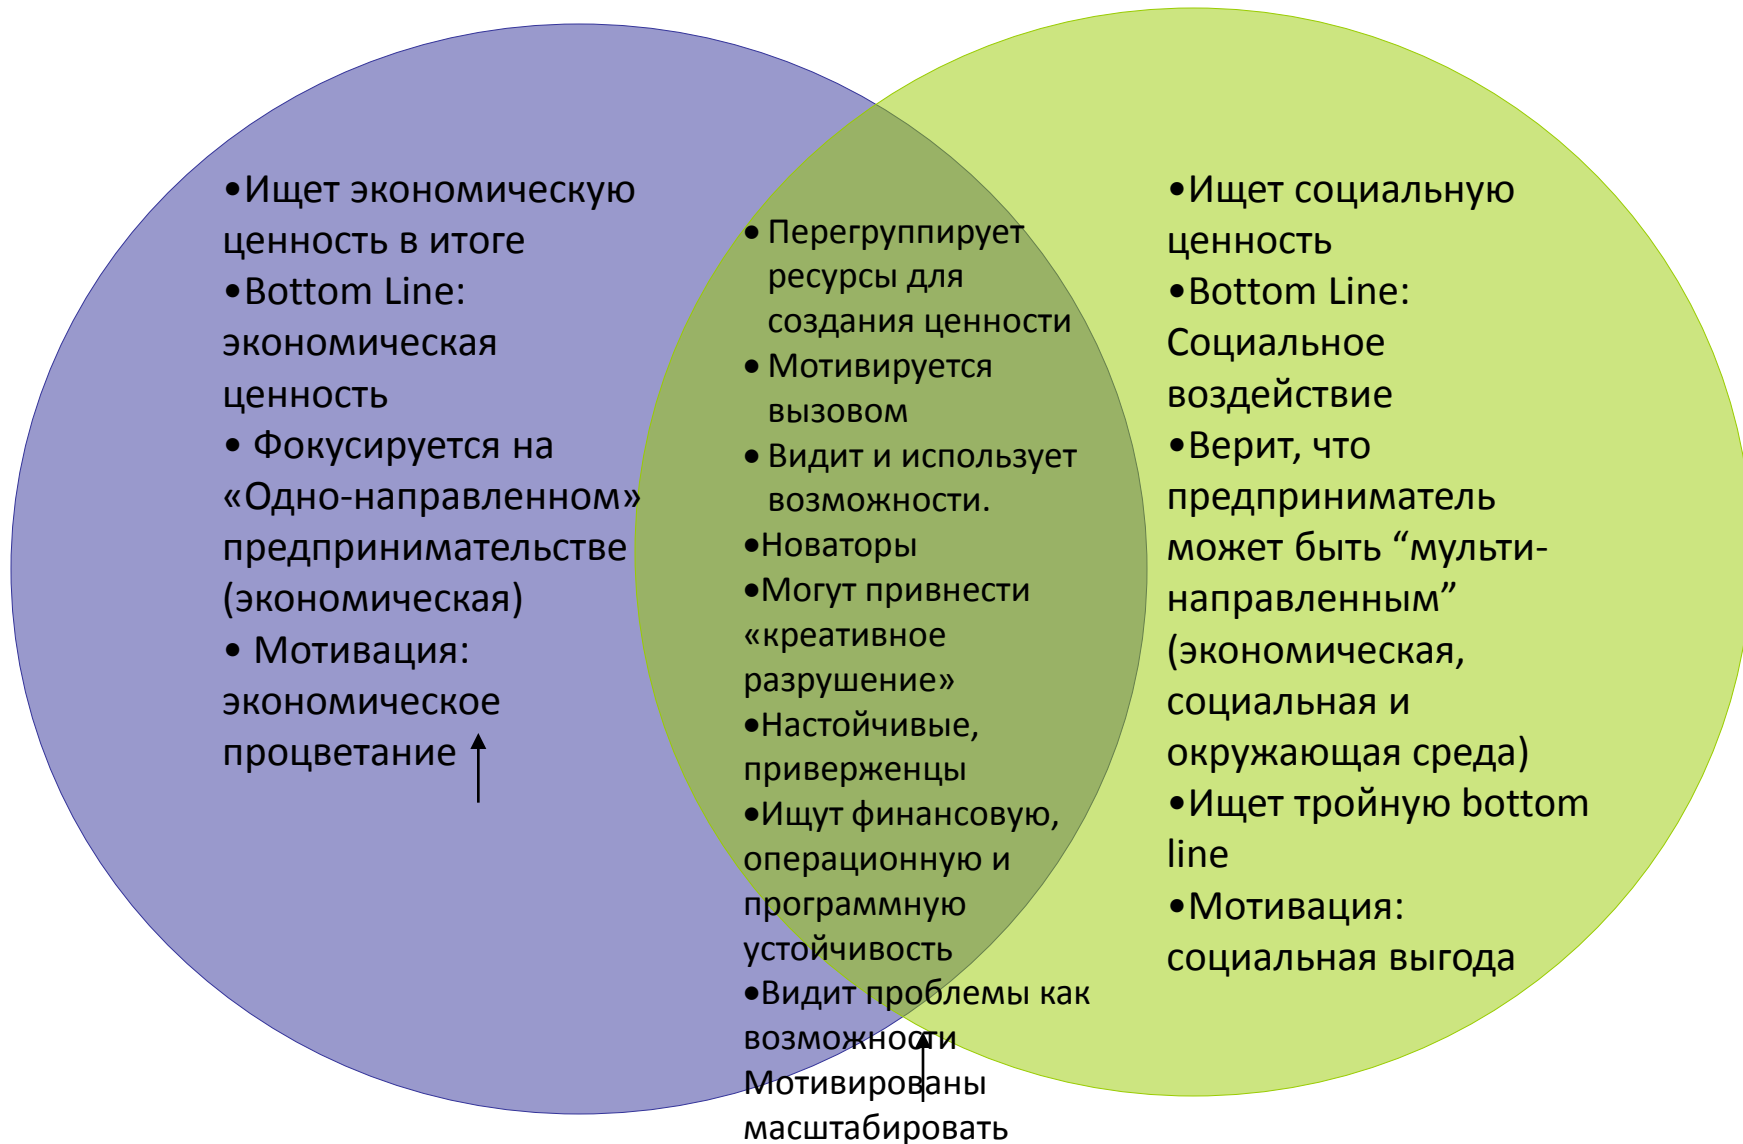 •Ищет экономическую
ценность в итоге
•Bottom Line:
экономическая
ценность
• Фокусируется на
«Одно-направленном»
предпринимательстве
(экономическая)
• Мотивация:
экономическое
процветание
• Перегруппирует
ресурсы для
создания ценности
• Мотивируется
вызовом
• Видит и использует
возможности.
•Новаторы
•Могут привнести
«креативное
разрушение»
•Настойчивые,
приверженцы
•Ищут финансовую,
операционную и
программную
устойчивость
•Видит проблемы как
возможности
Мотивированы
масштабировать
•Ищет социальную
ценность
•Bottom Line:
Социальное
воздействие
•Верит, что
предприниматель
может быть “мульти-
направленным”
(экономическая,
социальная и
окружающая среда)
•Ищет тройную bottom
line
•Мотивация:
социальная выгода